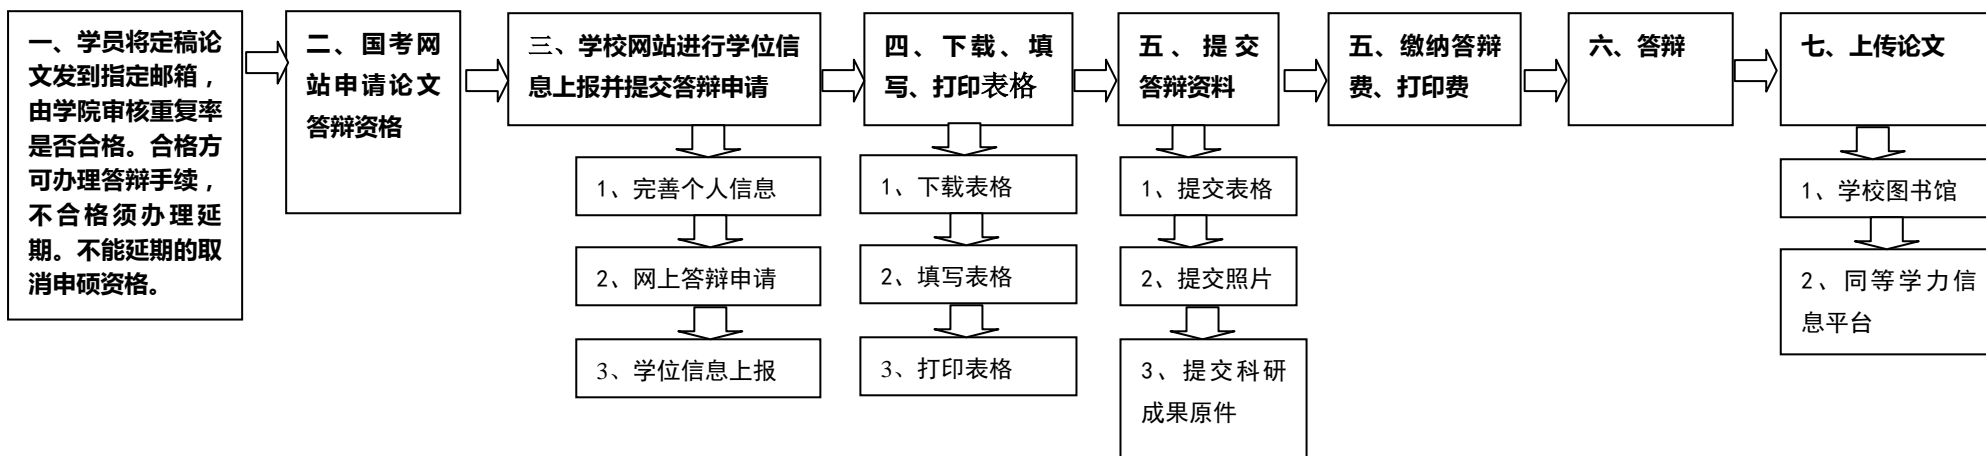 一、学员将定稿论
文发到指定邮箱，
由学院审核重复率
是否合格。合格方
可办理答辩手续，
不合格须办理延
期。不能延期的取
消申硕资格。
二、国考网
站申请论文
答辩资格
三、学校网站进行学位信
息上报并提交答辩申请
1、完善个人信息
2、网上答辩申请
3、学位信息上报
四、下载、填
写、打印表格
1、下载表格
2、填写表格
3、打印表格
五、提交
答辩资料
1、提交表格
2、提交照片
3、提交科研
成果原件
五、缴纳答辩
费、打印费
六、答辩
七、上传论文
1、学校图书馆
2、同等学力信
息平台